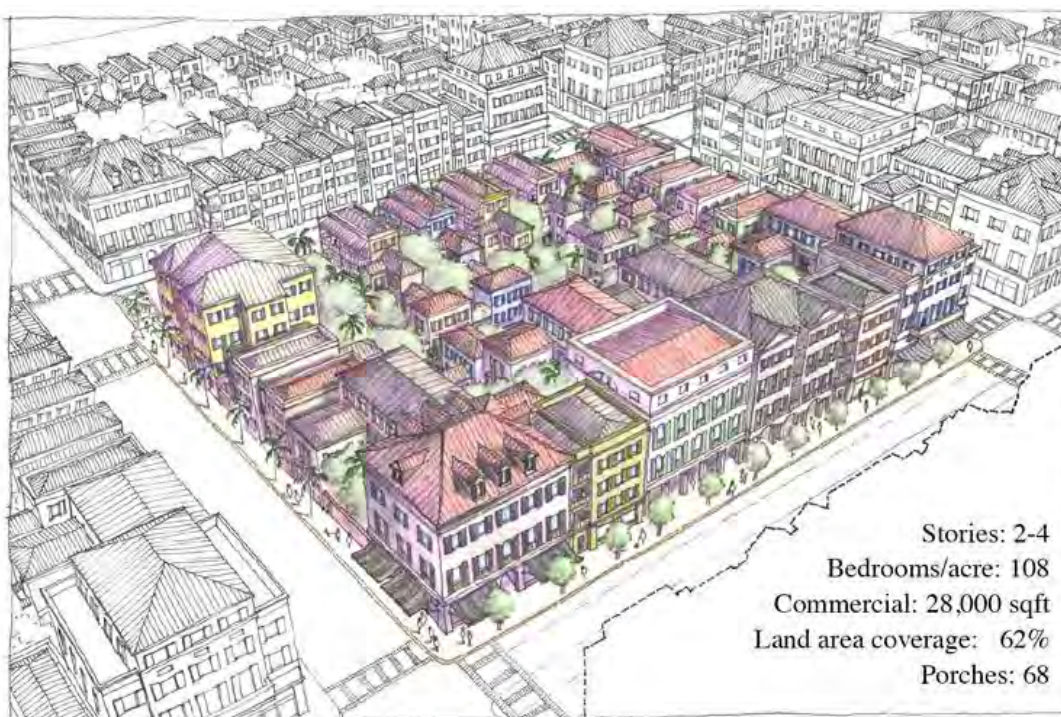 Stories: 2-4
Bedrooms/acre: 108
Commercial: 28,000 sqft
Land area coverage: 62%
Porches: 68